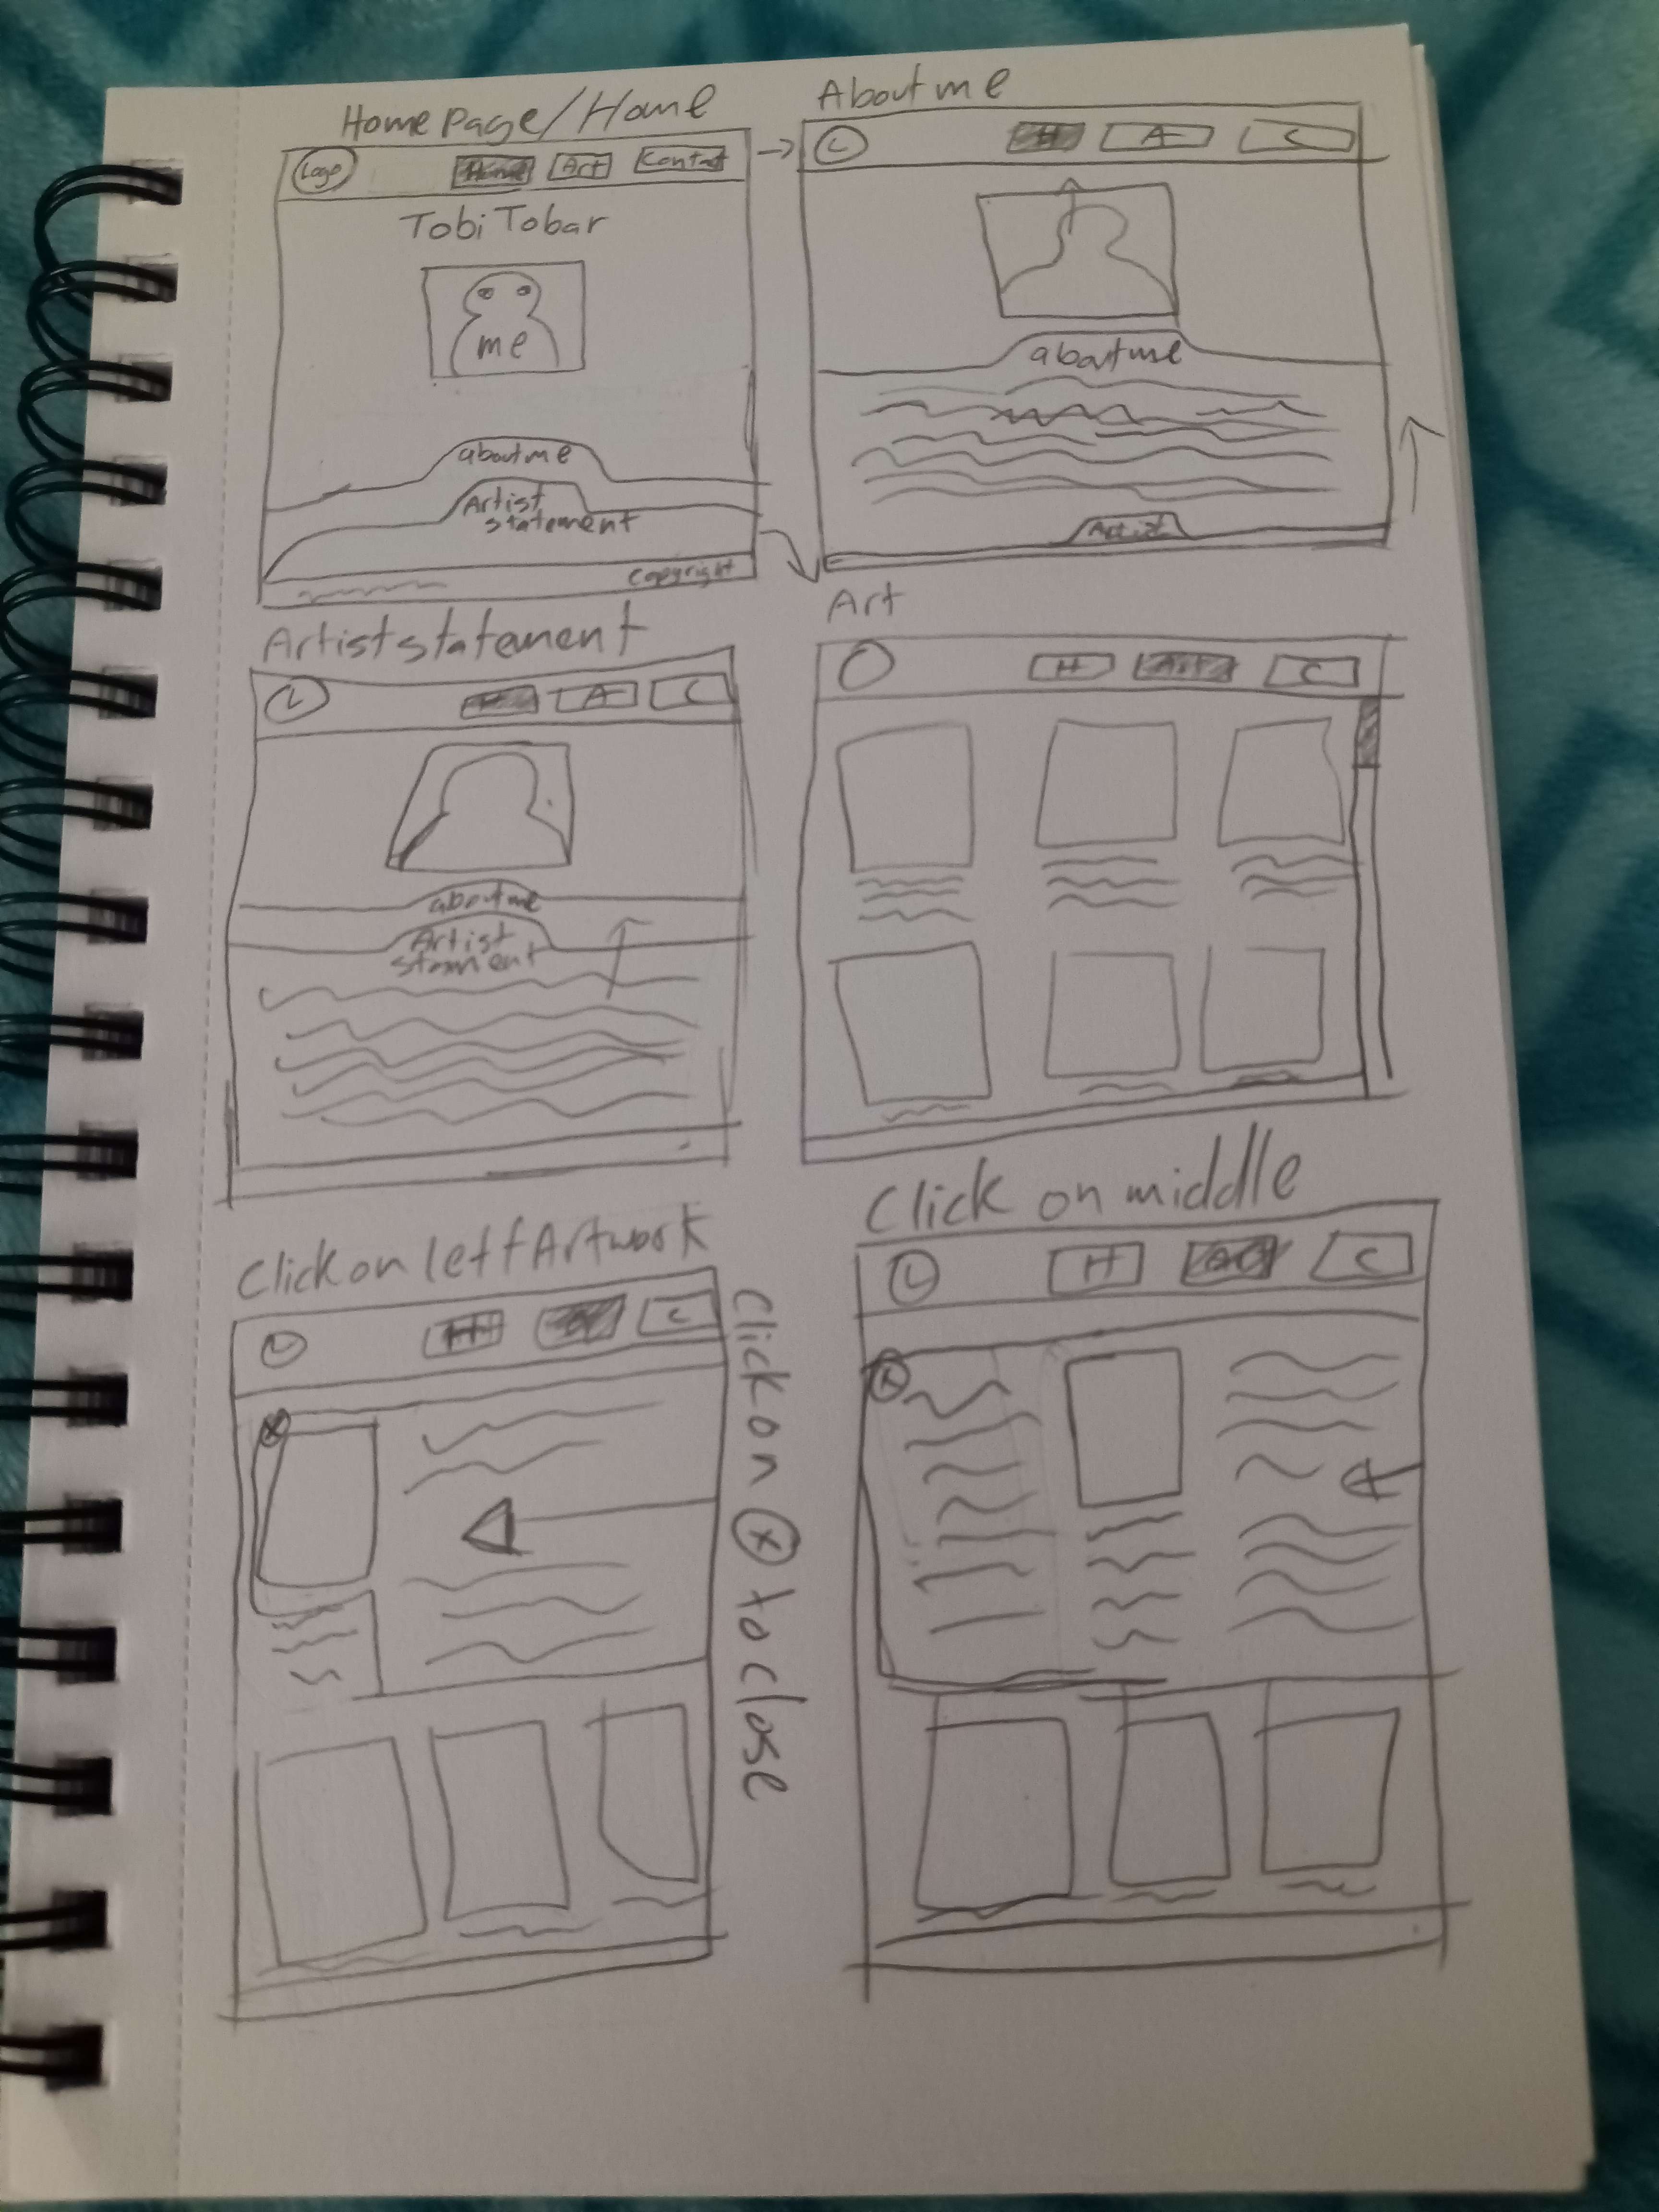 Home Page/Home
Logo
Home
Art
Contact
Tobi Tobar
me
about me
Artist
statement
copyright
About me
L
H
A
C
about me
Artist
Artist statement
L
H
A
C
about me
Artist
Art
H
Art
C
Click on left Artwork
L
H
C
X
Click on X to close
Click on middle
L
H
C